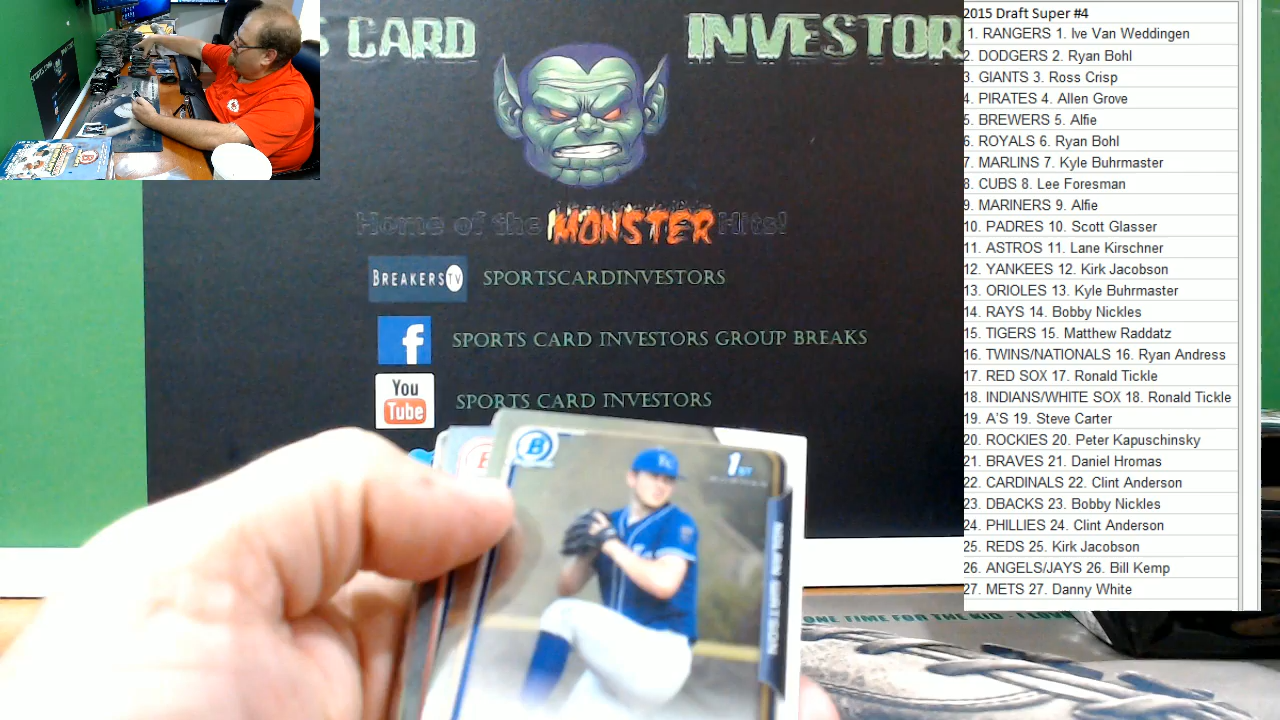 S CARD INVESTOR
Home of the MONSTER Hits!
BREAKERS TV SPORTSCARDINVESTORS
f SPORTS CARD INVESTORS GROUP BREAKS
You Tube SPORTS CARD INVESTORS
B 1ST
2015 Draft Super #4
1. RANGERS 1. Ive Van Weddingen
2. DODGERS 2. Ryan Bohl
3. GIANTS 3. Ross Crisp
4. PIRATES 4. Allen Grove
5. BREWERS 5. Alfie
6. ROYALS 6. Ryan Bohl
7. MARLINS 7. Kyle Buhrmaster
8. CUBS 8. Lee Foresman
9. MARINERS 9. Alfie
10. PADRES 10. Scott Glasser
11. ASTROS 11. Lane Kirschner
12. YANKEES 12. Kirk Jacobson
13. ORIOLES 13. Kyle Buhrmaster
14. RAYS 14. Bobby Nickles
15. TIGERS 15. Matthew Raddatz
16. TWINS/NATIONALS 16. Ryan Andress
17. RED SOX 17. Ronald Tickle
18. INDIANS/WHITE SOX 18. Ronald Tickle
19. A'S 19. Steve Carter
20. ROCKIES 20. Peter Kapuschinsky
21. BRAVES 21. Daniel Hromas
22. CARDINALS 22. Clint Anderson
23. DBACKS 23. Bobby Nickles
24. PHILLIES 24. Clint Anderson
25. REDS 25. Kirk Jacobson
26. ANGELS/JAYS 26. Bill Kemp
27. METS 27. Danny White
ONE TIME FOR THE KID - I LOVE